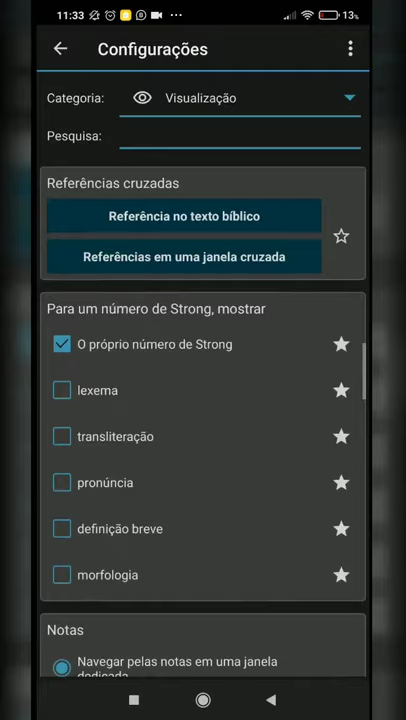 11:33
13%
Configurações
Categoria:
Visualização
Pesquisa:
Referências cruzadas
Referência no texto bíblico
Referências em uma janela cruzada
Para um número de Strong, mostrar
O próprio número de Strong
lexema
transliteração
pronúncia
definição breve
morfologia
Notas
Navegar pelas notas em uma janela
dedicada